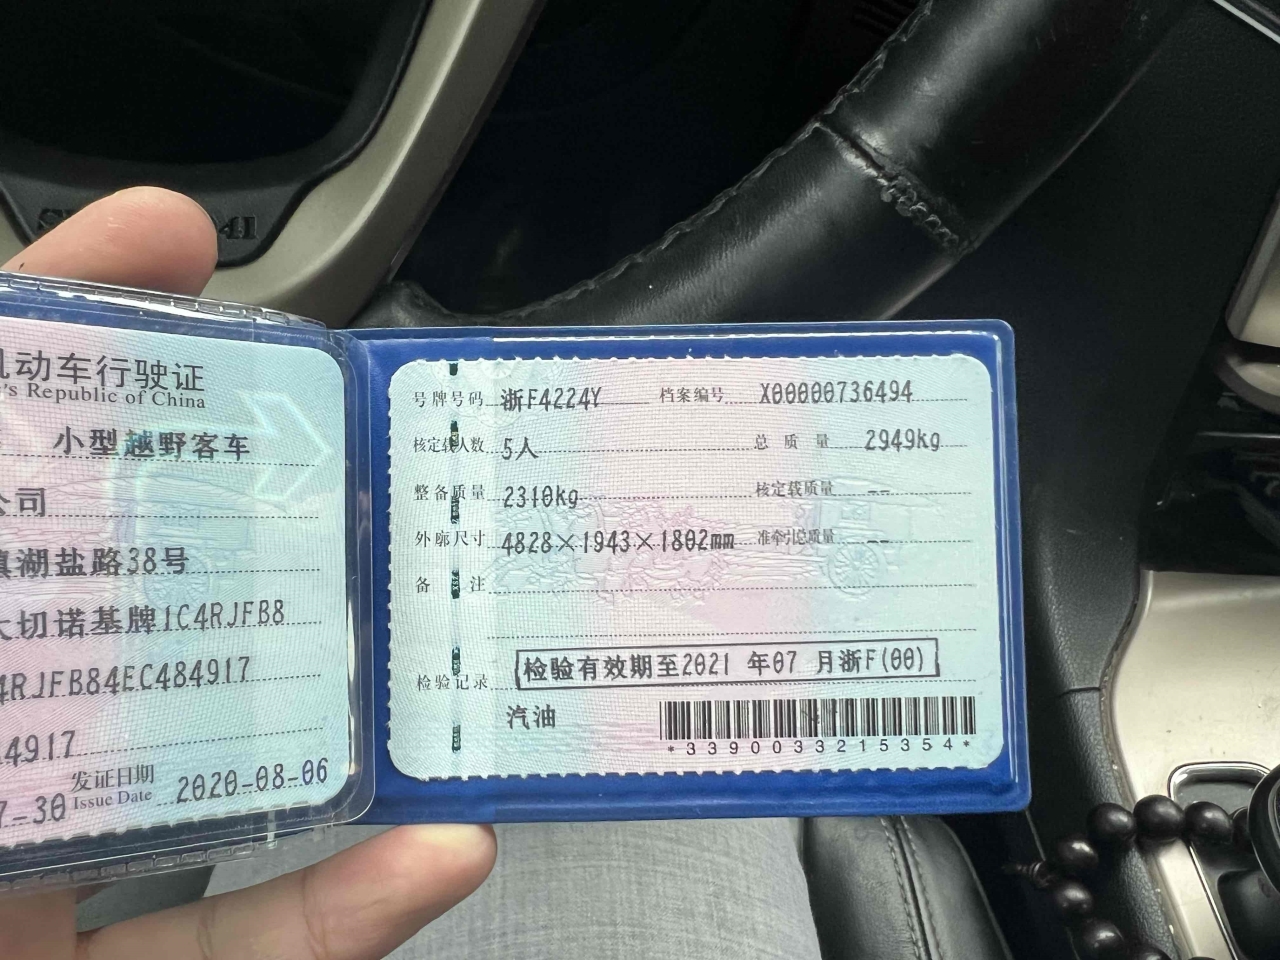 机动车行驶证
's Republic of China
小型越野客车
公司
镇湖盐路38号
大切诺基牌1C4RJFB8
4RJFB84EC484917
4917
7-30
发证日期
Issue Date
2020-08-06
号牌号码 浙F4224Y 档案编号 X00000736494
核定载人数 5人 总质量 2949kg
整备质量 2310kg 核定载质量 --
外廓尺寸 4828×1943×1802mm 准牵引总质量 --
备注
检验记录 检验有效期至2021 年07 月浙F(00)
汽油
*3390033215354*